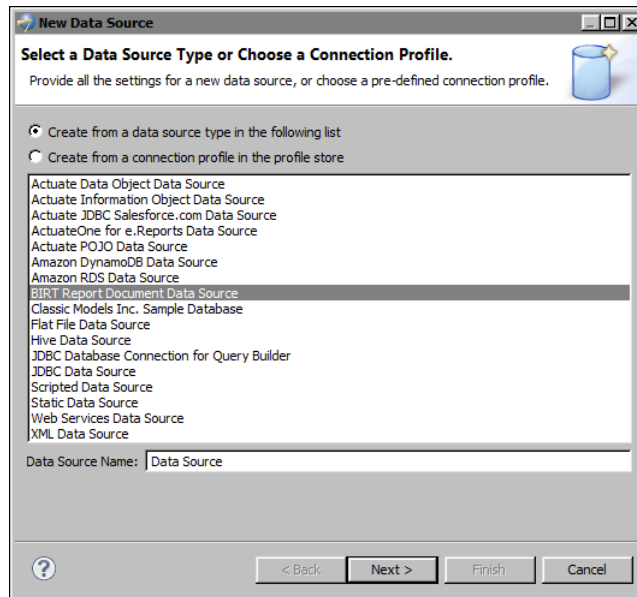 New Data Source
Select a Data Source Type or Choose a Connection Profile.
Provide all the settings for a new data source, or choose a pre-defined connection profile.
Create from a data source type in the following list
Create from a connection profile in the profile store
Actuate Data Object Data Source
Actuate Information Object Data Source
Actuate JDBC Salesforce.com Data Source
ActuateOne for e.Reports Data Source
Actuate POJO Data Source
Amazon DynamoDB Data Source
Amazon RDS Data Source
BIRT Report Document Data Source
Classic Models Inc. Sample Database
Flat File Data Source
Hive Data Source
JDBC Database Connection for Query Builder
JDBC Data Source
Scripted Data Source
Static Data Source
Web Services Data Source
XML Data Source
Data Source Name: Data Source
? < Back Next > Finish Cancel